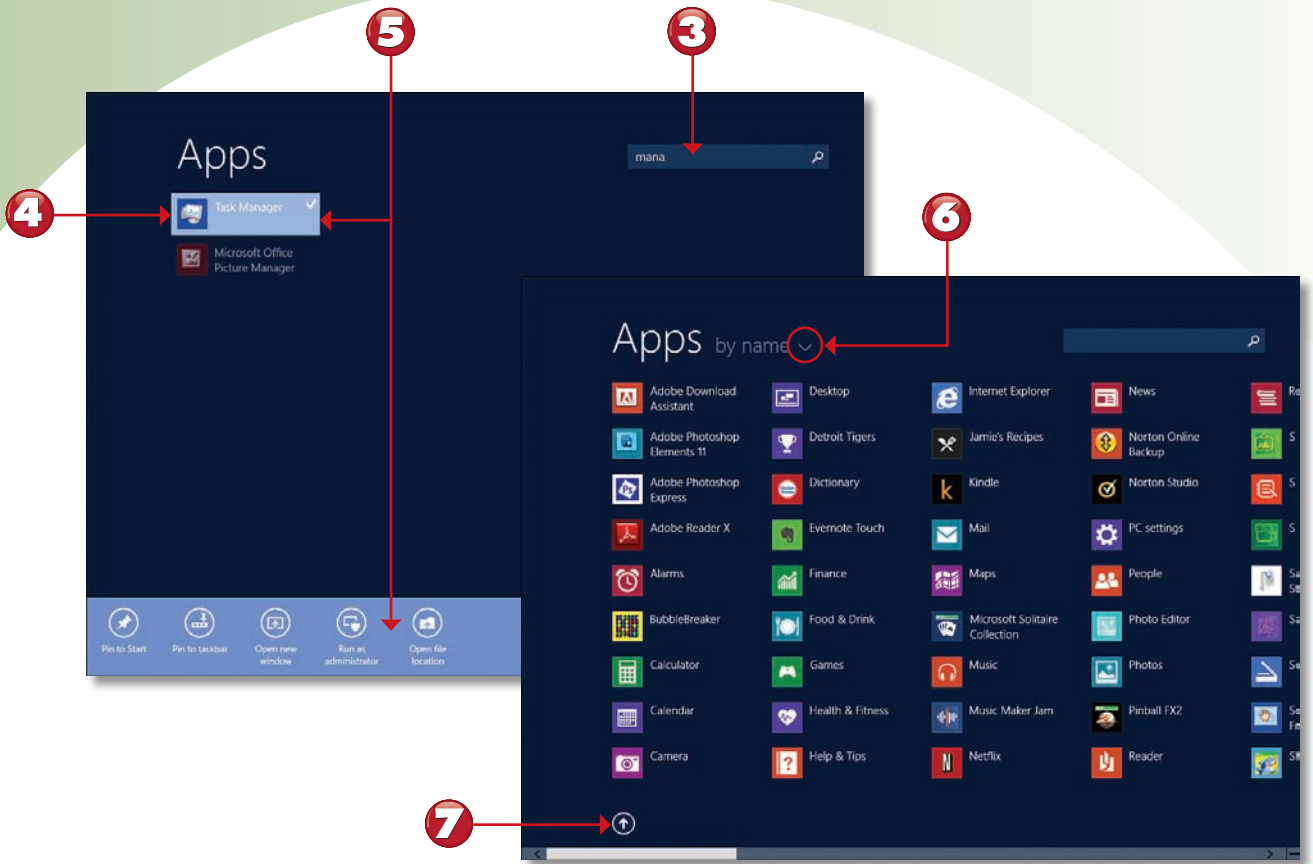 5
3
Apps
mana
4
Task Manager
Microsoft Office
Picture Manager
Pin to Start
Pin to taskbar
Open new
window
Run as
administrator
Open file
location
6
Apps by name
Adobe Download
Assistant
Adobe Photoshop
Elements 11
Adobe Photoshop
Express
Adobe Reader X
Alarms
BubbleBreaker
Calculator
Calendar
Camera
Desktop
Detroit Tigers
Dictionary
Evernote Touch
Finance
Food & Drink
Games
Health & Fitness
Help & Tips
Internet Explorer
Jamie's Recipes
Kindle
Mail
Maps
Microsoft Solitaire
Collection
Music
Music Maker Jam
Netflix
News
Norton Online
Backup
Norton Studio
PC settings
People
Photo Editor
Photos
Pinball FX2
Reader
7